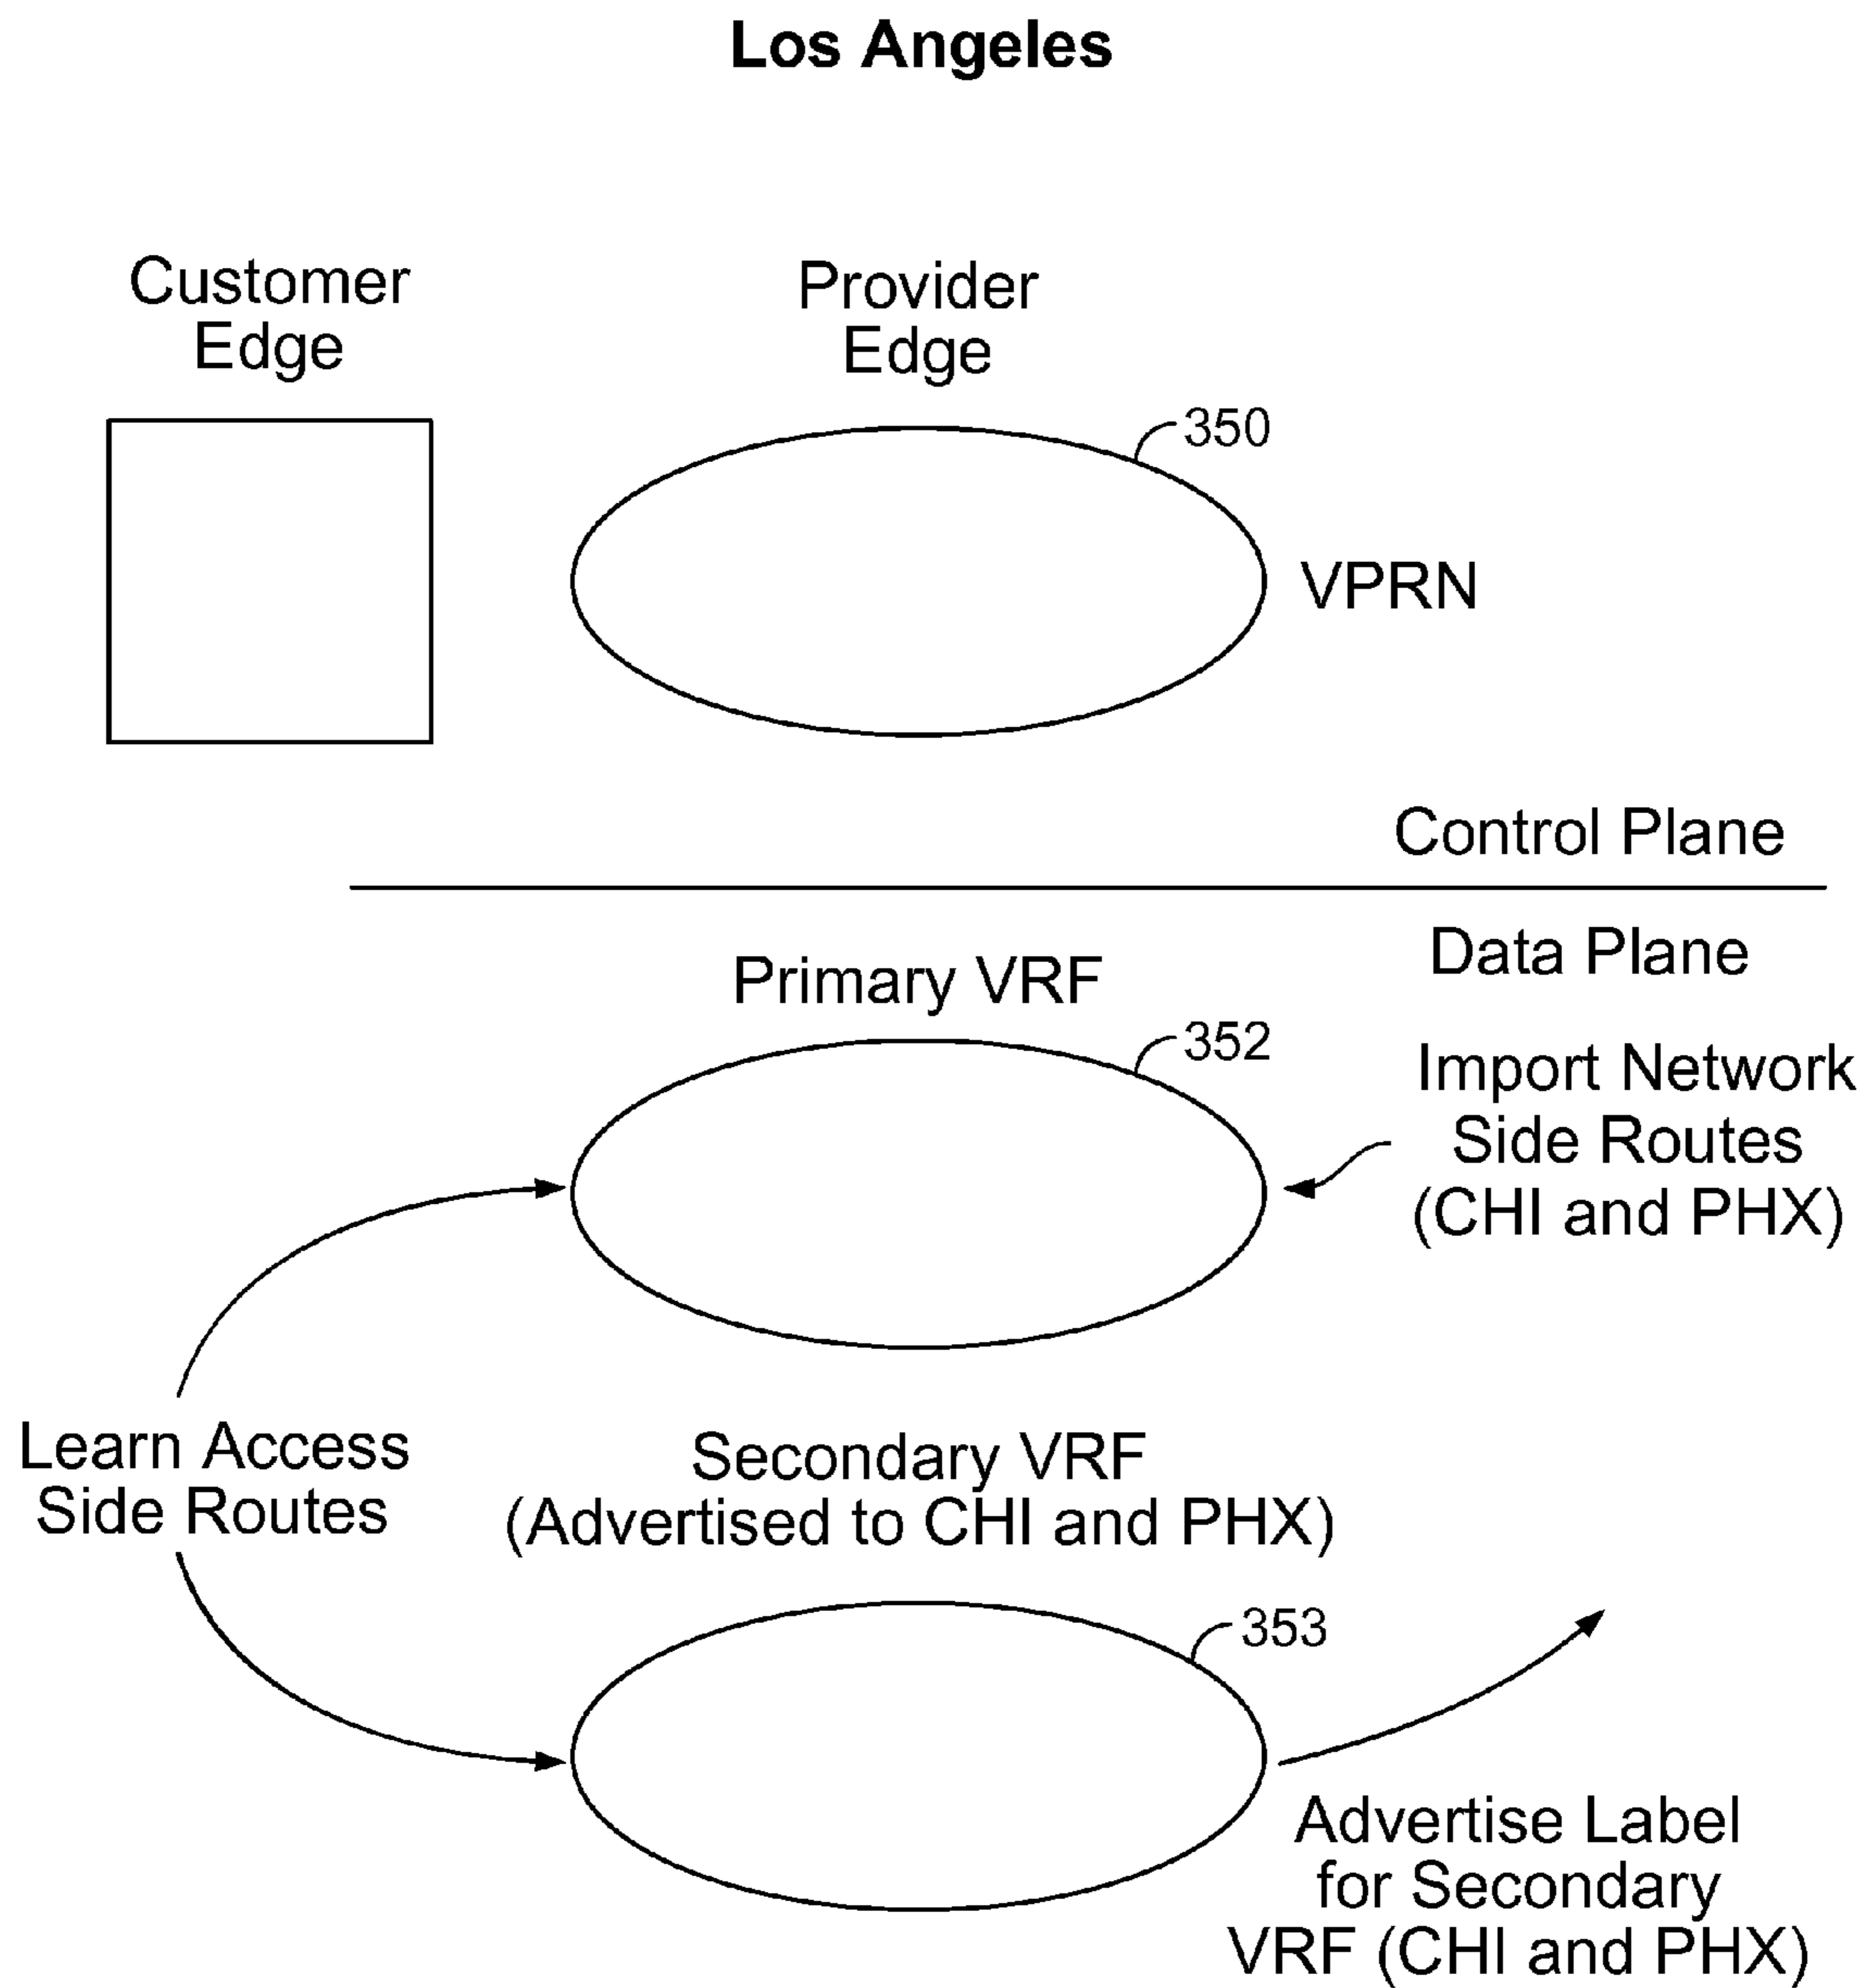 Los Angeles
Customer
Edge
Provider
Edge
350
VPRN
Control Plane
Data Plane
Primary VRF
352
Import Network
Side Routes
(CHI and PHX)
Learn Access
Side Routes
Secondary VRF
(Advertised to CHI and PHX)
353
Advertise Label
for Secondary
VRF (CHI and PHX)